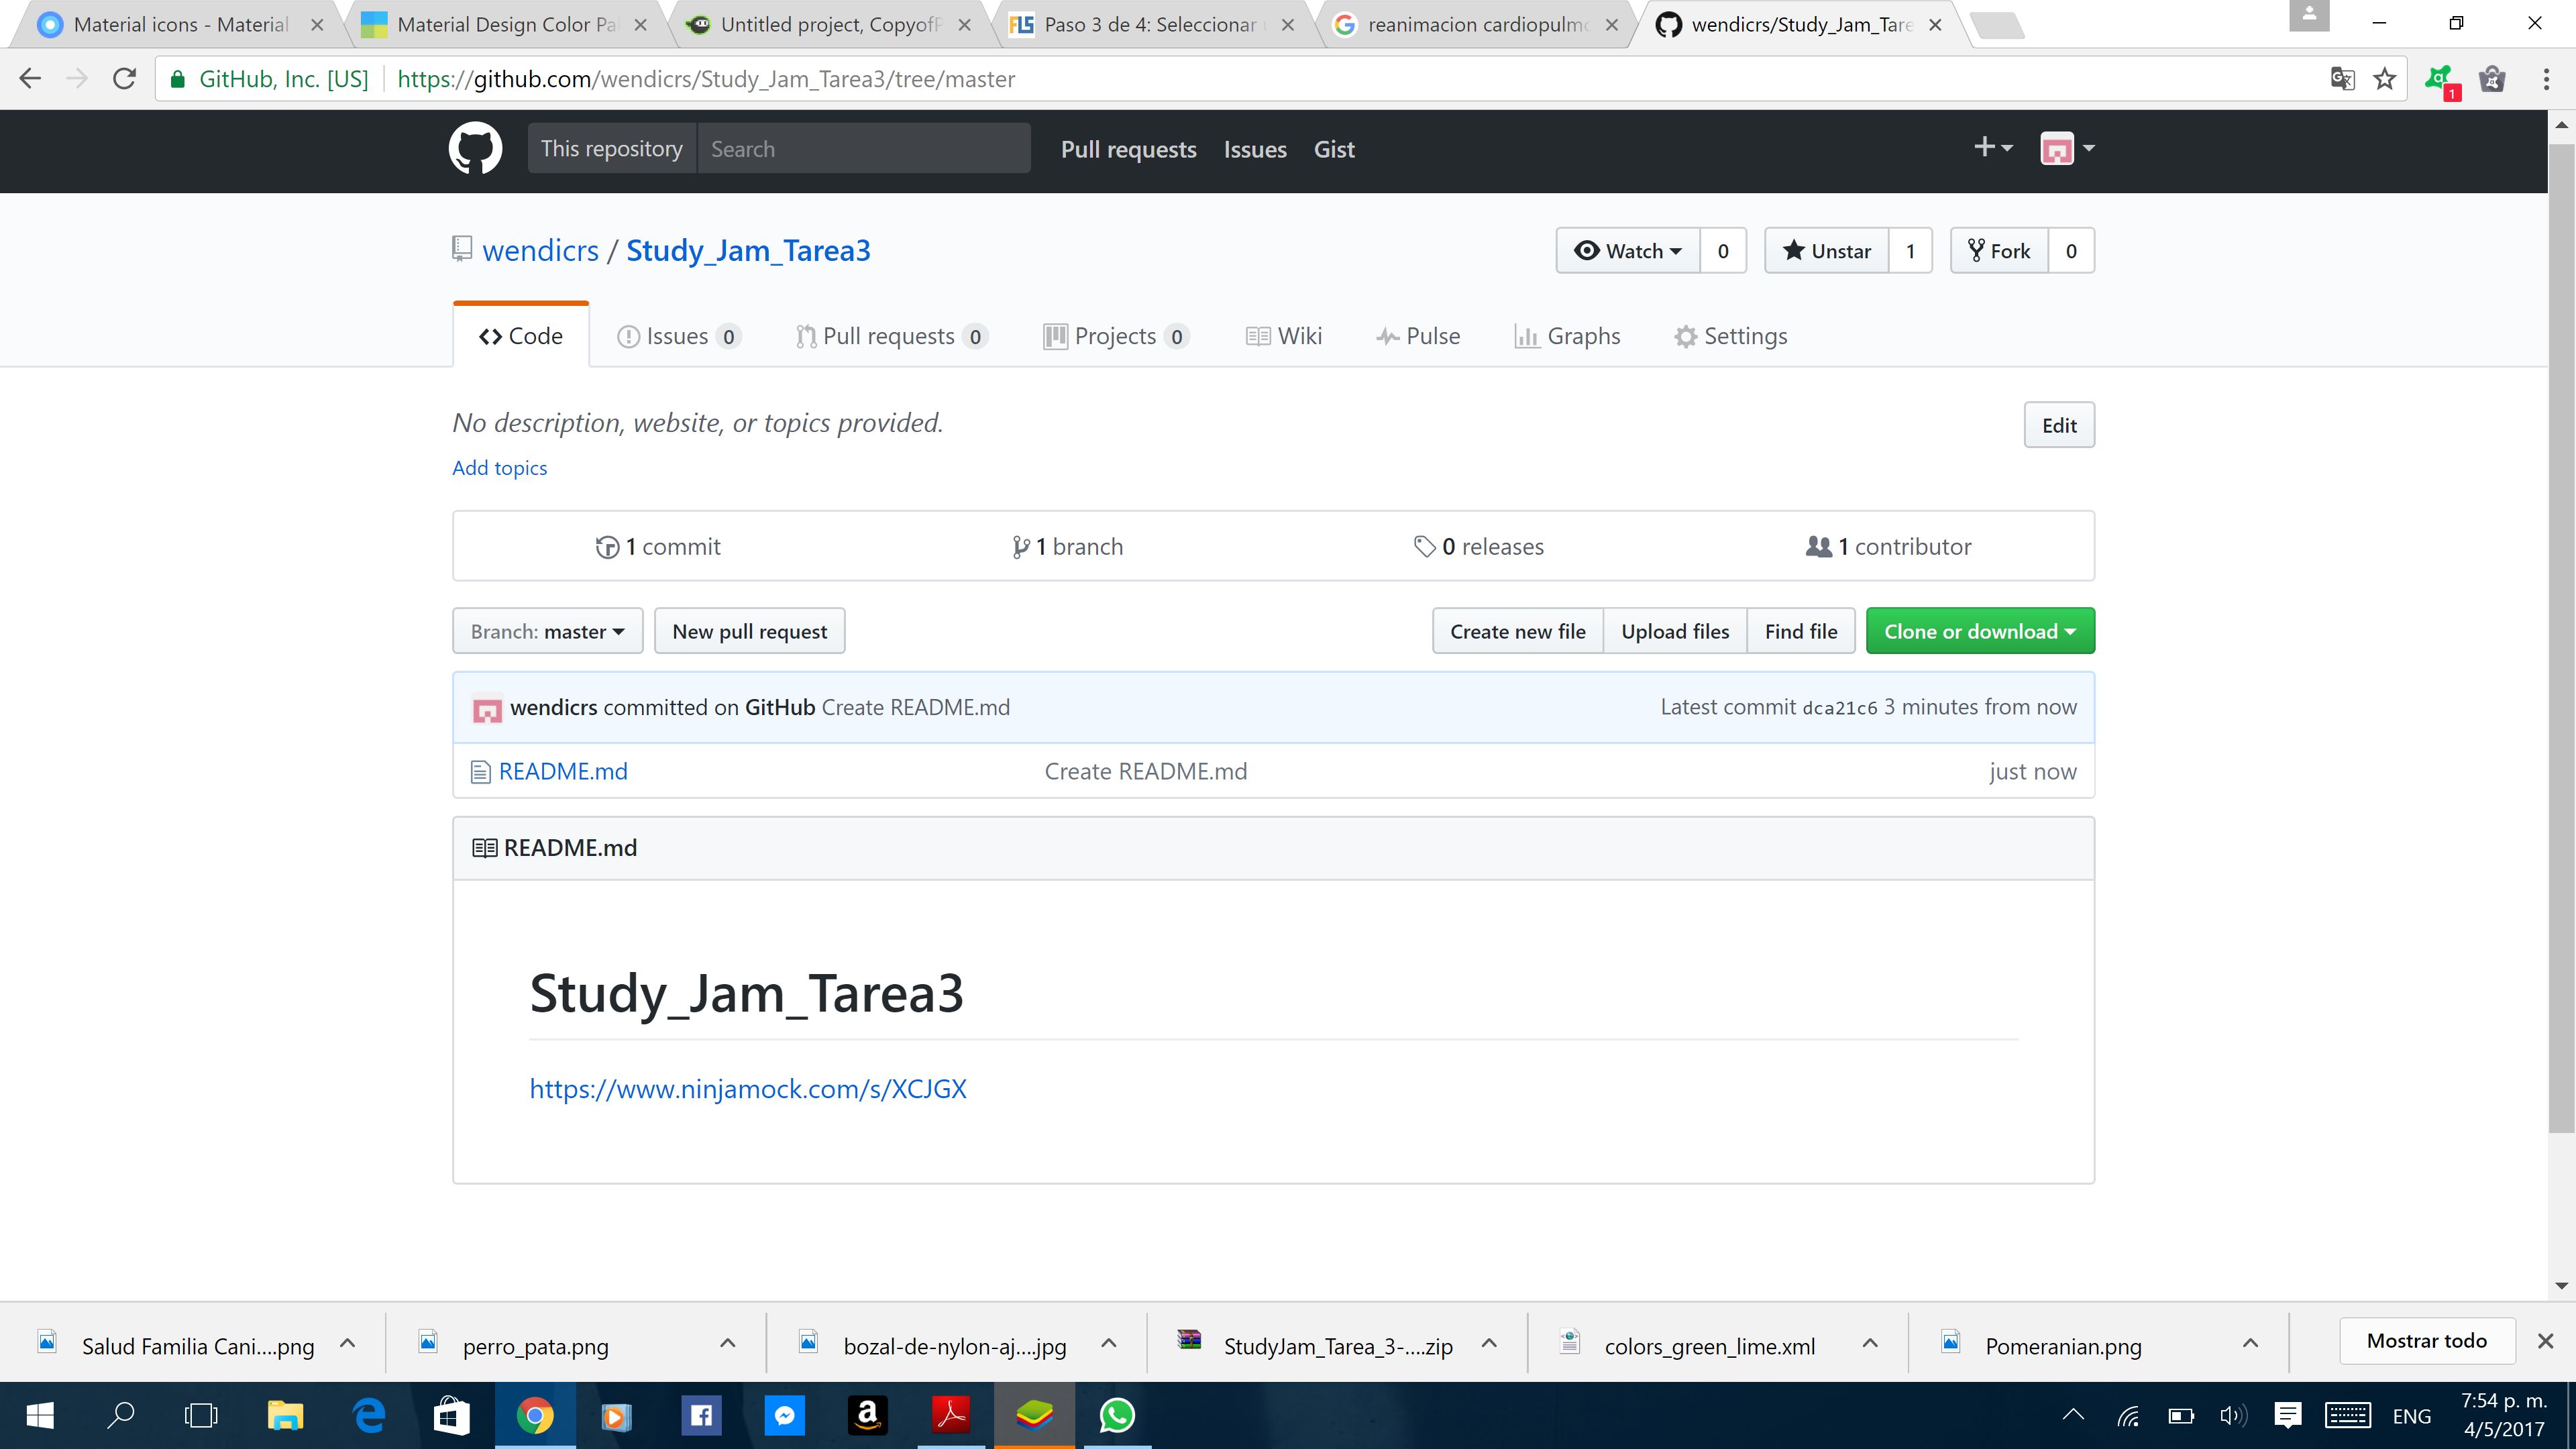 Material icons - Material
Material Design Color Pa
Untitled project, CopyofP
Paso 3 de 4: Seleccionar
reanimacion cardiopulmo
wendicrs/Study_Jam_Tare
GitHub, Inc. [US]
https://github.com/wendicrs/Study_Jam_Tarea3/tree/master
1
This repository
Search
Pull requests
Issues
Gist
wendicrs / Study_Jam_Tarea3
Watch
0
Unstar
1
Fork
0
Code
Issues 0
Pull requests 0
Projects 0
Wiki
Pulse
Graphs
Settings
No description, website, or topics provided.
Edit
Add topics
1 commit
1 branch
0 releases
1 contributor
Branch: master
New pull request
Create new file
Upload files
Find file
Clone or download
wendicrs committed on GitHub Create README.md
Latest commit dca21c6 3 minutes from now
README.md
Create README.md
just now
README.md
Study_Jam_Tarea3
https://www.ninjamock.com/s/XCJGX
Salud Familia Cani....png
perro_pata.png
bozal-de-nylon-aj....jpg
StudyJam_Tarea_3-....zip
colors_green_lime.xml
Pomeranian.png
Mostrar todo
ENG
7:54 p. m.
4/5/2017